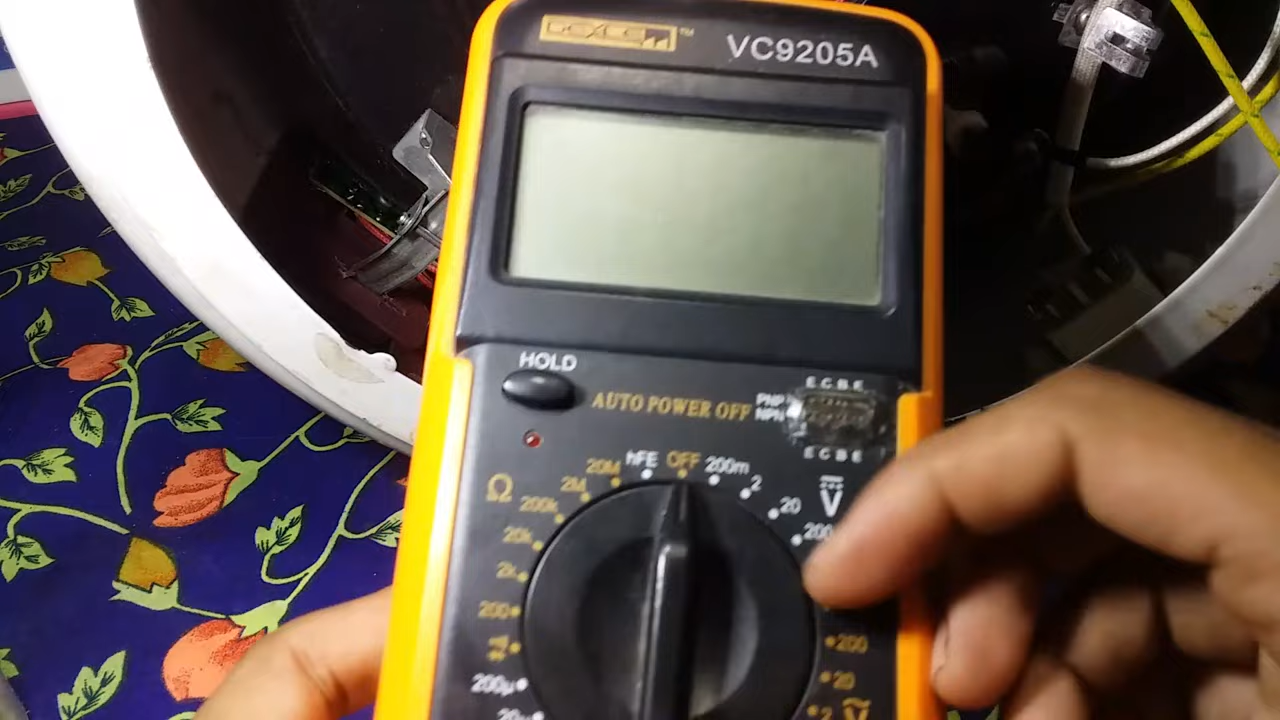 VC9205A
HOLD
AUTO POWER OFF
E C B E
PNP
NPN
E C B E
hFE
OFF
200m
2
20
200
V
20M
2M
200k
20k
2k
200
Ω
200µ
20µ
200
20
2
V